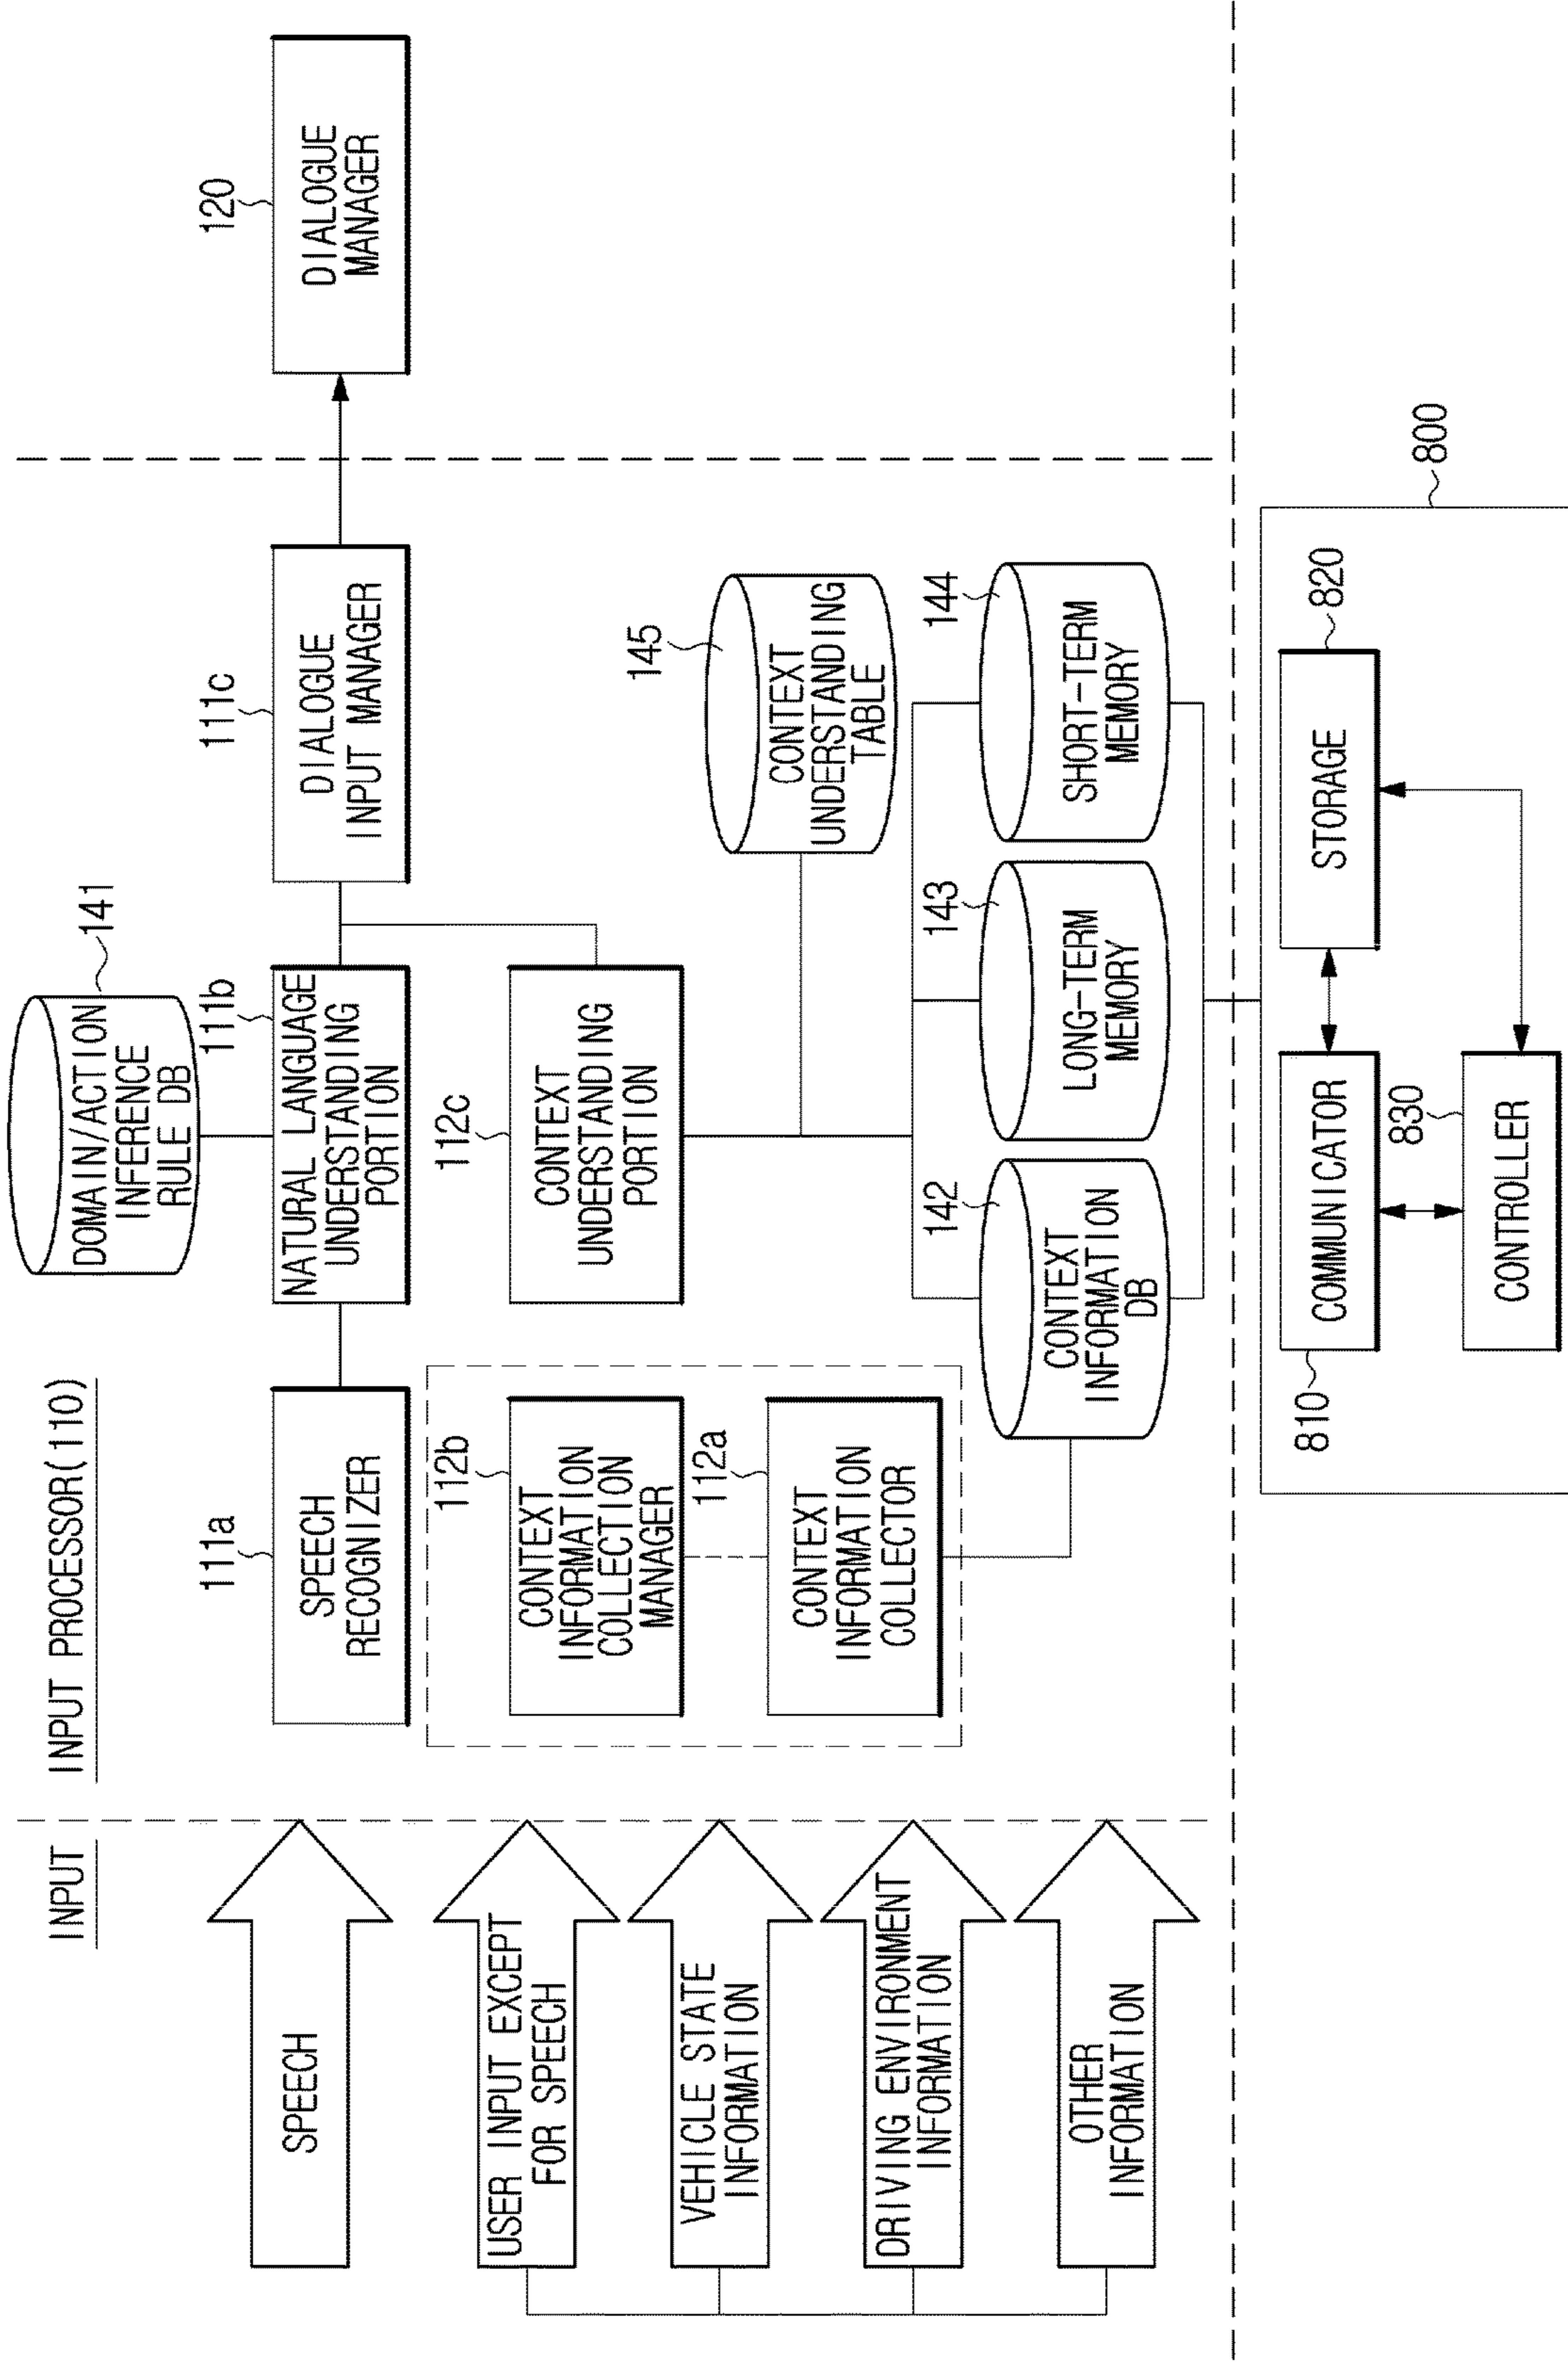 INPUT
INPUT PROCESSOR(110)
SPEECH
USER INPUT EXCEPT
FOR SPEECH
VEHICLE STATE
INFORMATION
DRIVING ENVIRONMENT
INFORMATION
OTHER
INFORMATION
111a
SPEECH
RECOGNIZER
112b
CONTEXT
INFORMATION
COLLECTION
MANAGER
112a
CONTEXT
INFORMATION
COLLECTOR
DOMAIN/ACTION
INFERENCE
RULE DB
141
111b
NATURAL LANGUAGE
UNDERSTANDING
PORTION
112c
CONTEXT
UNDERSTANDING
PORTION
111c
DIALOGUE
INPUT MANAGER
145
CONTEXT
UNDERSTANDING
TABLE
142
CONTEXT
INFORMATION
DB
143
LONG-TERM
MEMORY
144
SHORT-TERM
MEMORY
120
DIALOGUE
MANAGER
800
810
COMMUNICATOR
820
STORAGE
830
CONTROLLER